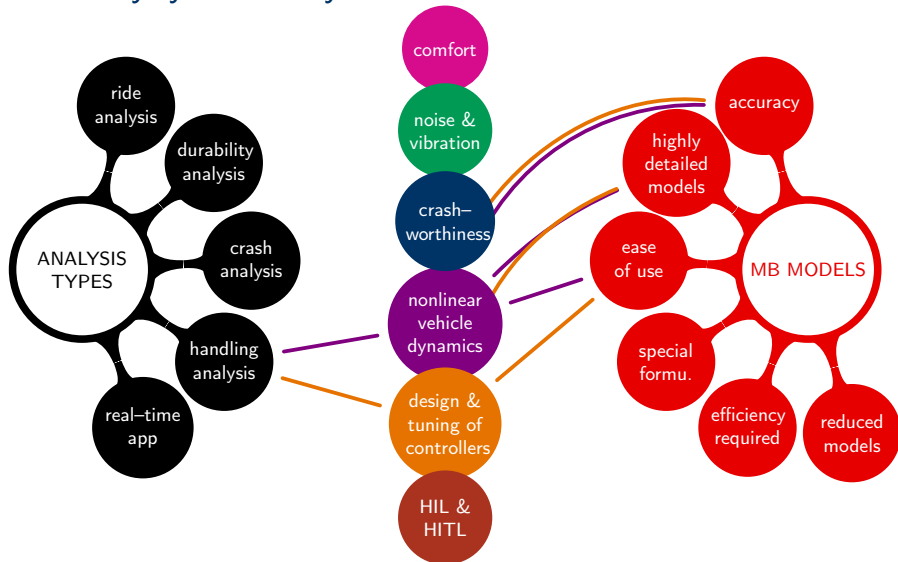 comfort
ride
analysis
durability
analysis
crash
analysis
handling
analysis
real–time
app
ANALYSIS
TYPES
noise &
vibration
crash–
worthiness
nonlinear
vehicle
dynamics
design &
tuning of
controllers
HIL &
HITL
accuracy
highly
detailed
models
ease
of use
special
formu.
efficiency
required
reduced
models
MB MODELS